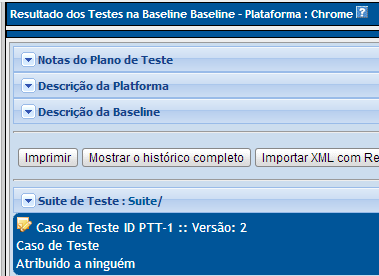 Resultado dos Testes na Baseline Baseline - Plataforma : Chrome ?
Notas do Plano de Teste
Descrição da Platforma
Descrição da Baseline
Imprimir Mostrar o histórico completo Importar XML com Re
Suite de Teste : Suite/
Caso de Teste ID PTT-1 :: Versão: 2
Caso de Teste
Atribuido a ninguém